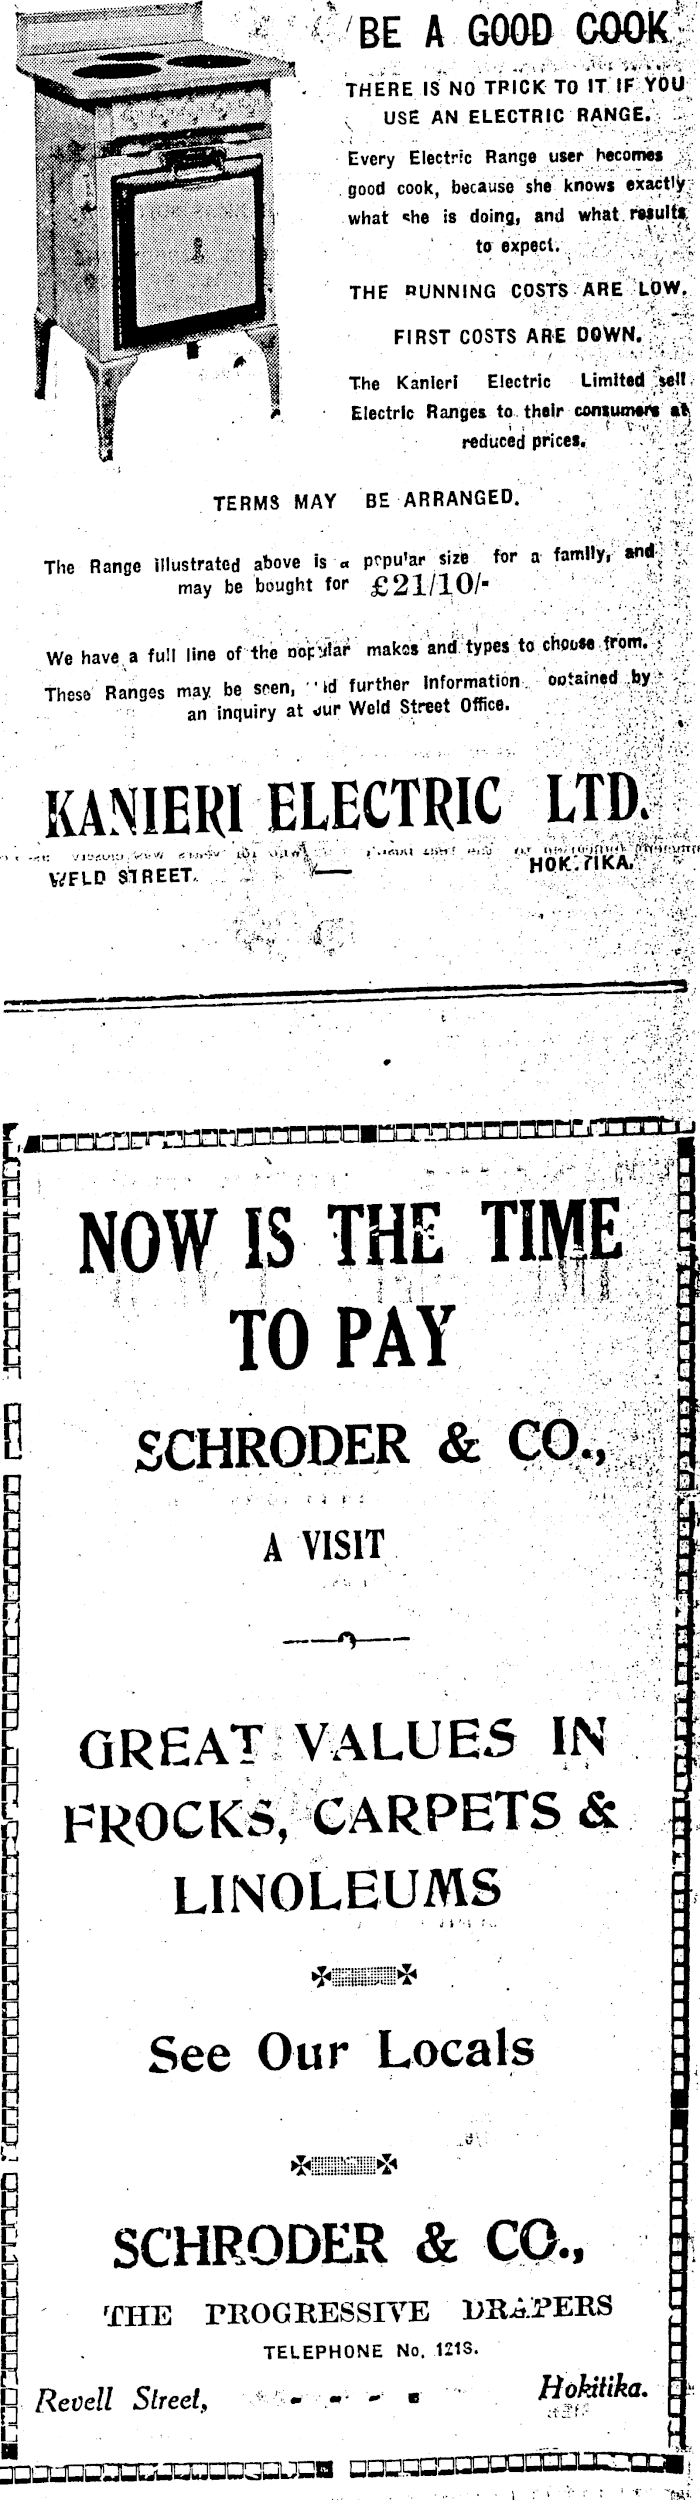 BE A GOOD COOK
THERE IS NO TRICK TO IT IF YOU
USE AN ELECTRIC RANGE.
Every Electric Range user becomes
good cook, because she knows exactly
what she is doing, and what results
to expect.
THE RUNNING COSTS ARE LOW.
FIRST COSTS ARE DOWN.
The Kanieri Electric Limited sell
Electric Ranges to their consumers at
reduced prices.
TERMS MAY BE ARRANGED.
The Range illustrated above is a popular size for a family, and
may be bought for £21/10/-
We have a full line of the popular makes and types to choose from.
These Ranges may be seen, and further Information obtained by
an inquiry at our Weld Street Office.
KANIERI ELECTRIC LTD.
WELD STREET. HOKITIKA.
NOW IS THE TIME
TO PAY
SCHRODER & CO.,
A VISIT
GREAT VALUES IN
FROCKS, CARPETS &
LINOLEUMS
See Our Locals
SCHRODER & CO.,
THE PROGRESSIVE DRAPERS
TELEPHONE No. 121S.
Revell Street, - - - - Hokitika.